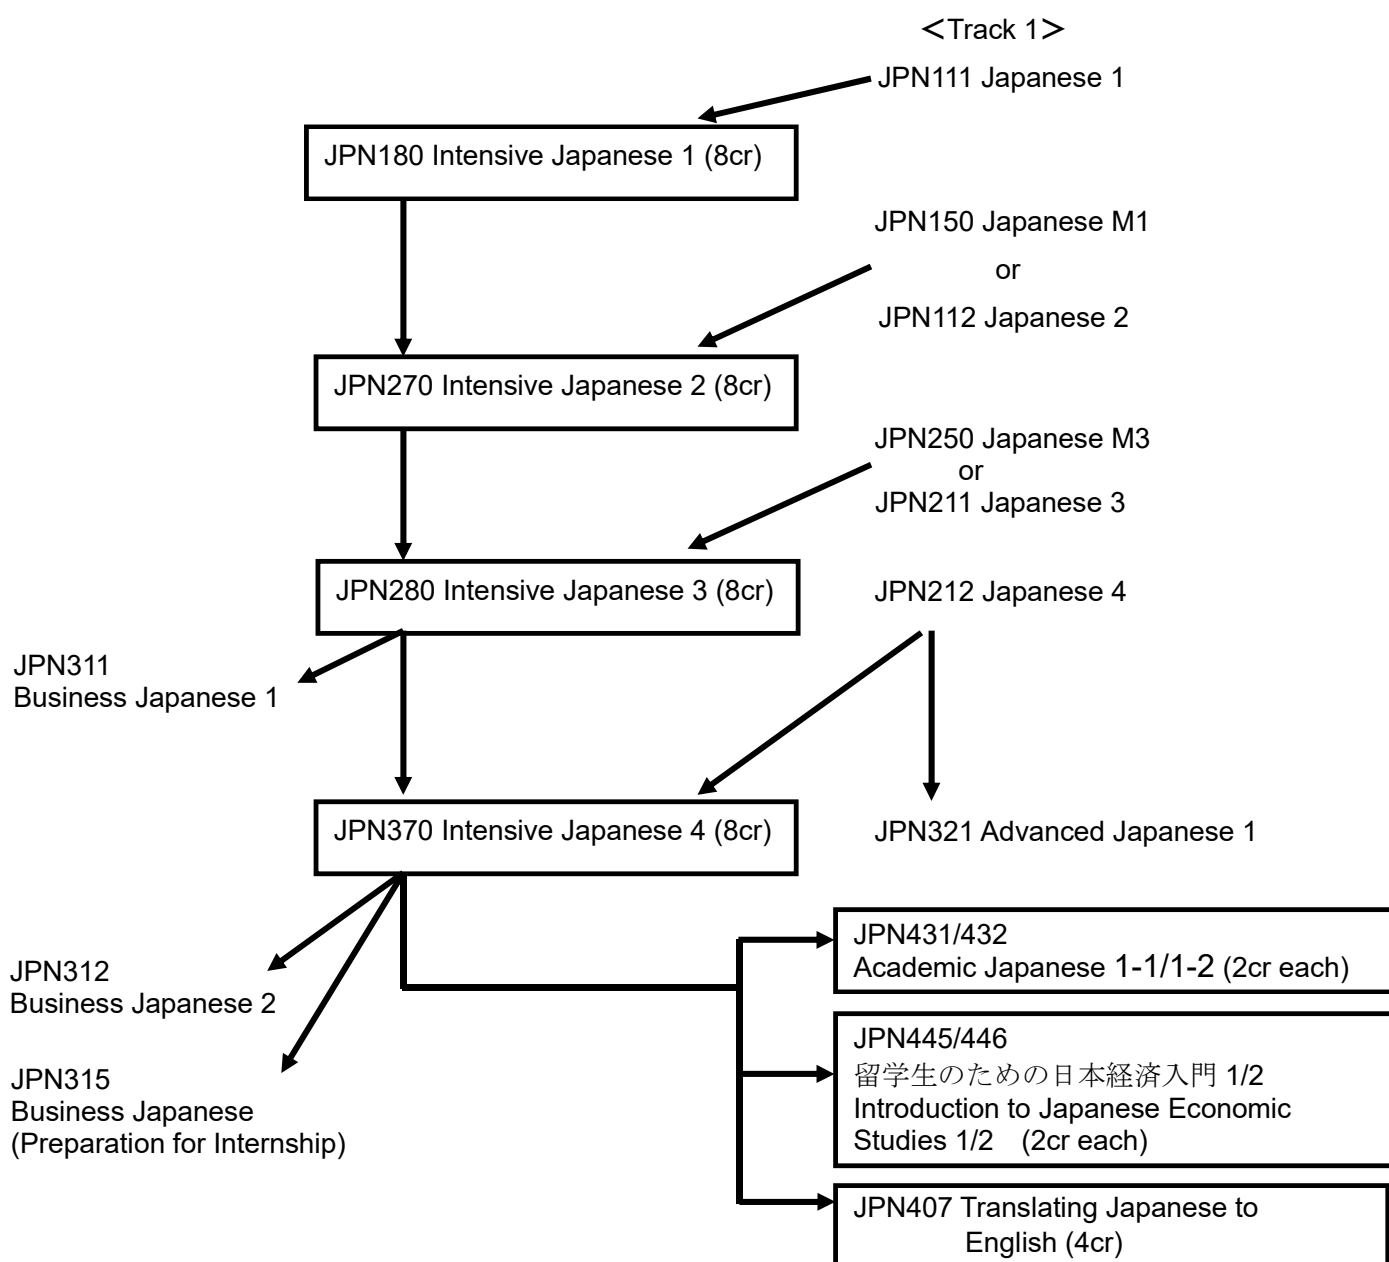 ＜Track 1＞
JPN111 Japanese 1
JPN180 Intensive Japanese 1 (8cr)
JPN150 Japanese M1
or
JPN112 Japanese 2
JPN270 Intensive Japanese 2 (8cr)
JPN250 Japanese M3
or
JPN211 Japanese 3
JPN280 Intensive Japanese 3 (8cr)
JPN212 Japanese 4
JPN311
Business Japanese 1
JPN370 Intensive Japanese 4 (8cr)
JPN321 Advanced Japanese 1
JPN431/432
Academic Japanese 1-1/1-2 (2cr each)
JPN312
Business Japanese 2
JPN445/446
留学生のための日本経済入門 1/2
Introduction to Japanese Economic
Studies 1/2 (2cr each)
JPN315
Business Japanese
(Preparation for Internship)
JPN407 Translating Japanese to
English (4cr)